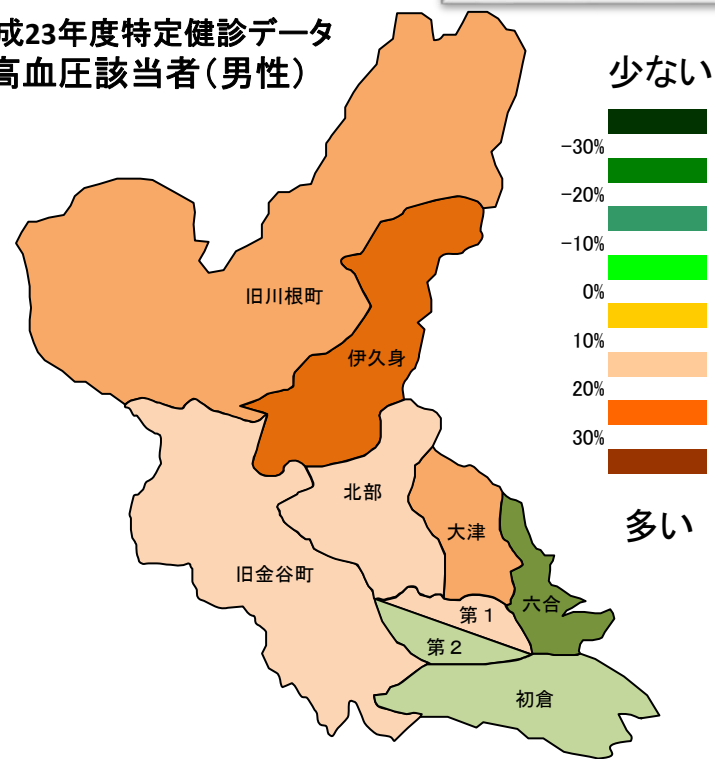 成23年度特定健診データ
高血圧該当者（男性）
少ない
-30%
-20%
-10%
0%
10%
20%
30%
多い
旧川根町
伊久身
北部
大津
旧金谷町
六合
第1
第2
初倉